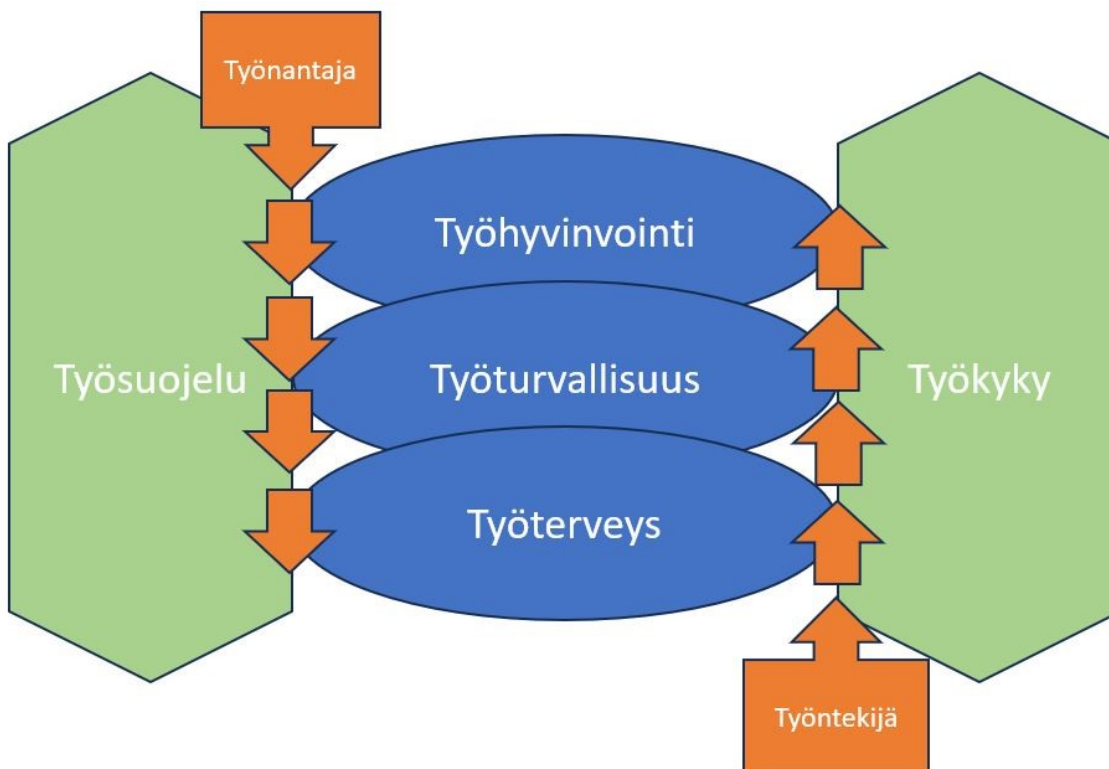 Työnantaja
Työhyvinvointi
Työsuojelu
Työturvallisuus
Työkyky
Työterveys
Työntekijä